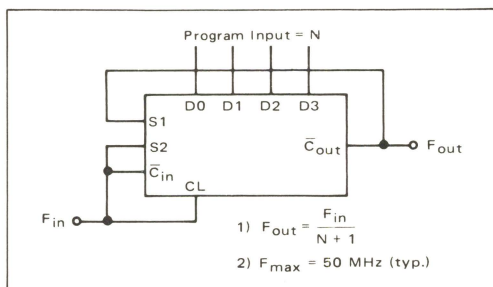 Program Input = N
D0 D1 D2 D3
S1
S2
C̅out
Fout
C̅in
CL
Fin
1) Fout = Fin / N + 1
2) Fmax = 50 MHz (typ.)